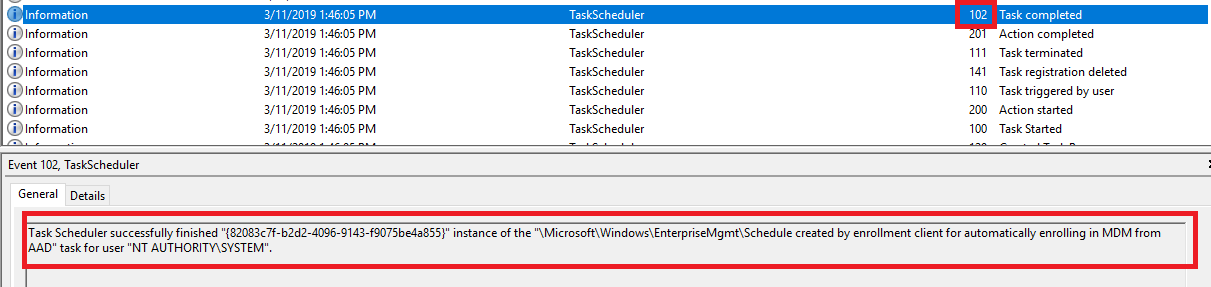 Information 3/11/2019 1:46:05 PM TaskScheduler 102 Task completed
Information 3/11/2019 1:46:05 PM TaskScheduler 201 Action completed
Information 3/11/2019 1:46:05 PM TaskScheduler 111 Task terminated
Information 3/11/2019 1:46:05 PM TaskScheduler 141 Task registration deleted
Information 3/11/2019 1:46:05 PM TaskScheduler 110 Task triggered by user
Information 3/11/2019 1:46:05 PM TaskScheduler 200 Action started
Information 3/11/2019 1:46:05 PM TaskScheduler 100 Task Started
Event 102, TaskScheduler
General Details
Task Scheduler successfully finished "{82083c7f-b2d2-4096-9143-f9075be4a855}" instance of the "\Microsoft\Windows\EnterpriseMgmt\Schedule created by enrollment client for automatically enrolling in MDM from
AAD" task for user "NT AUTHORITY\SYSTEM".